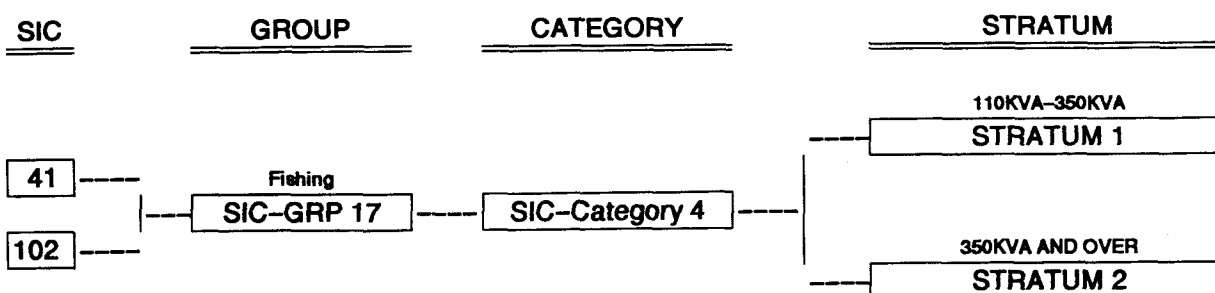 SIC GROUP CATEGORY STRATUM
110KVA–350KVA
STRATUM 1
41
Fishing
SIC–GRP 17
SIC–Category 4
102
350KVA AND OVER
STRATUM 2